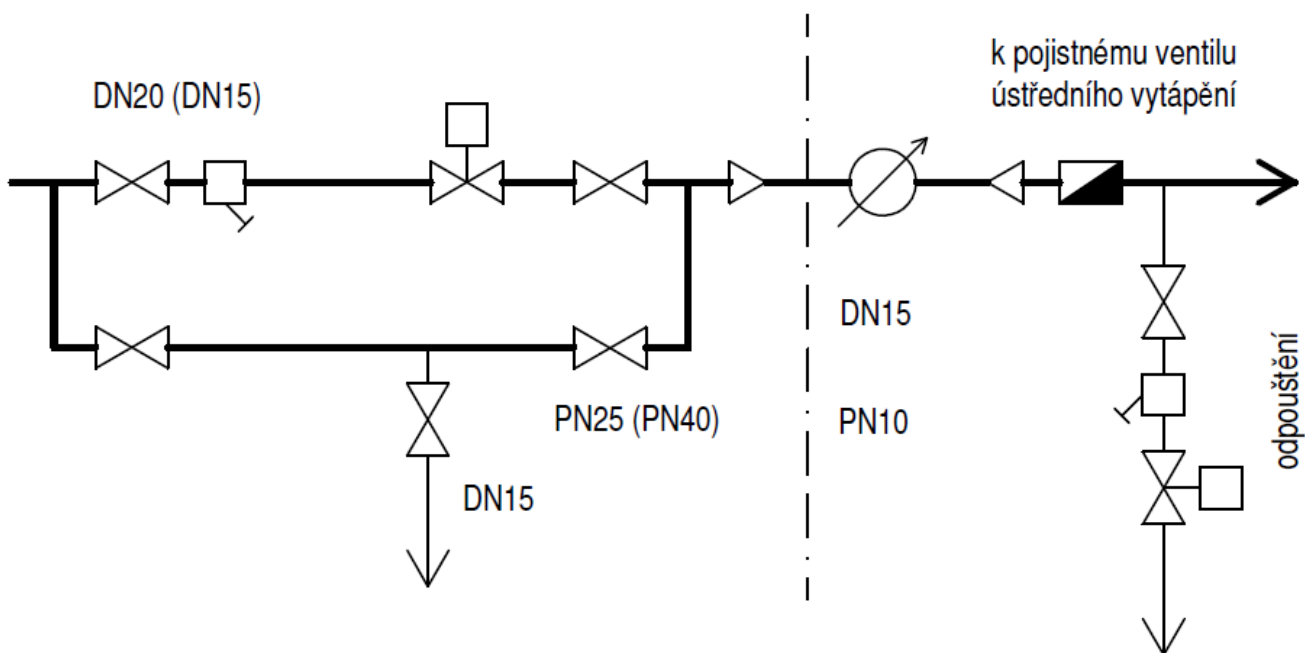 k pojistnému ventilu
ústředního vytápění
DN20 (DN15)
DN15
PN25 (PN40)
PN10
DN15
odpouštění